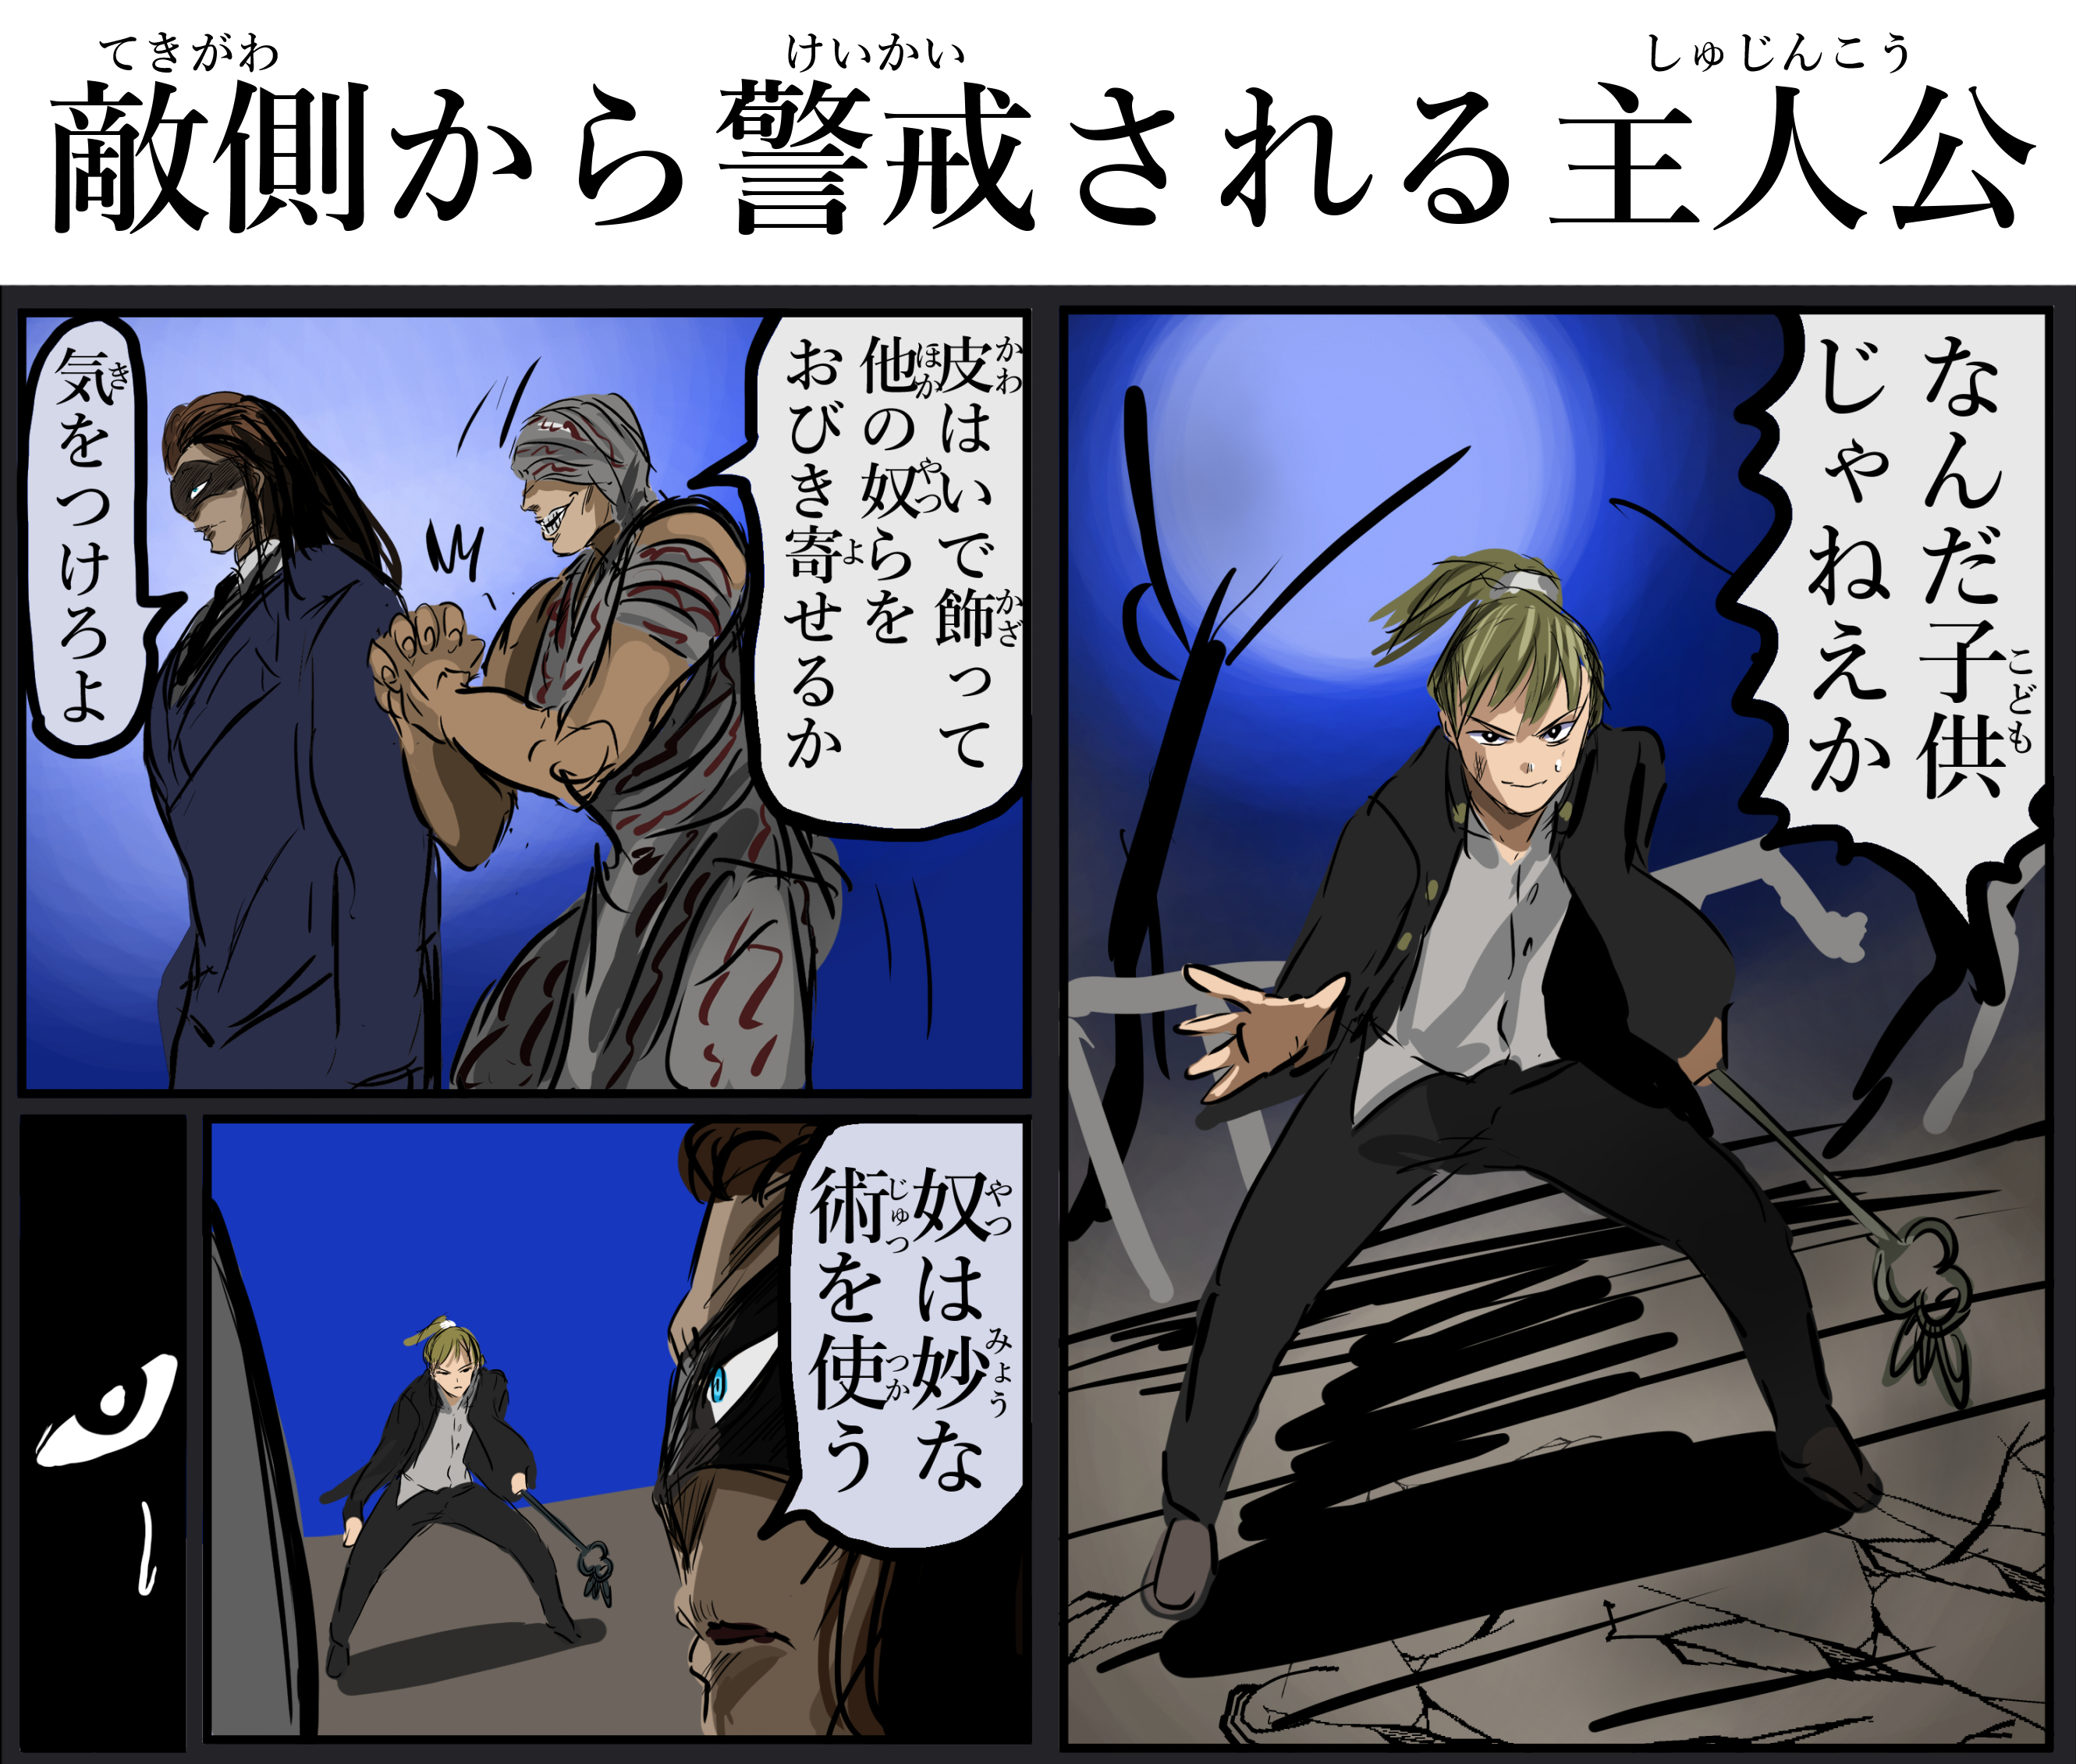 敵側から警戒される主人公
なんだ子供
じゃねえか
皮はいで飾って
他の奴らを
おびき寄せるか
気をつけろよ
奴は妙な
術を使う